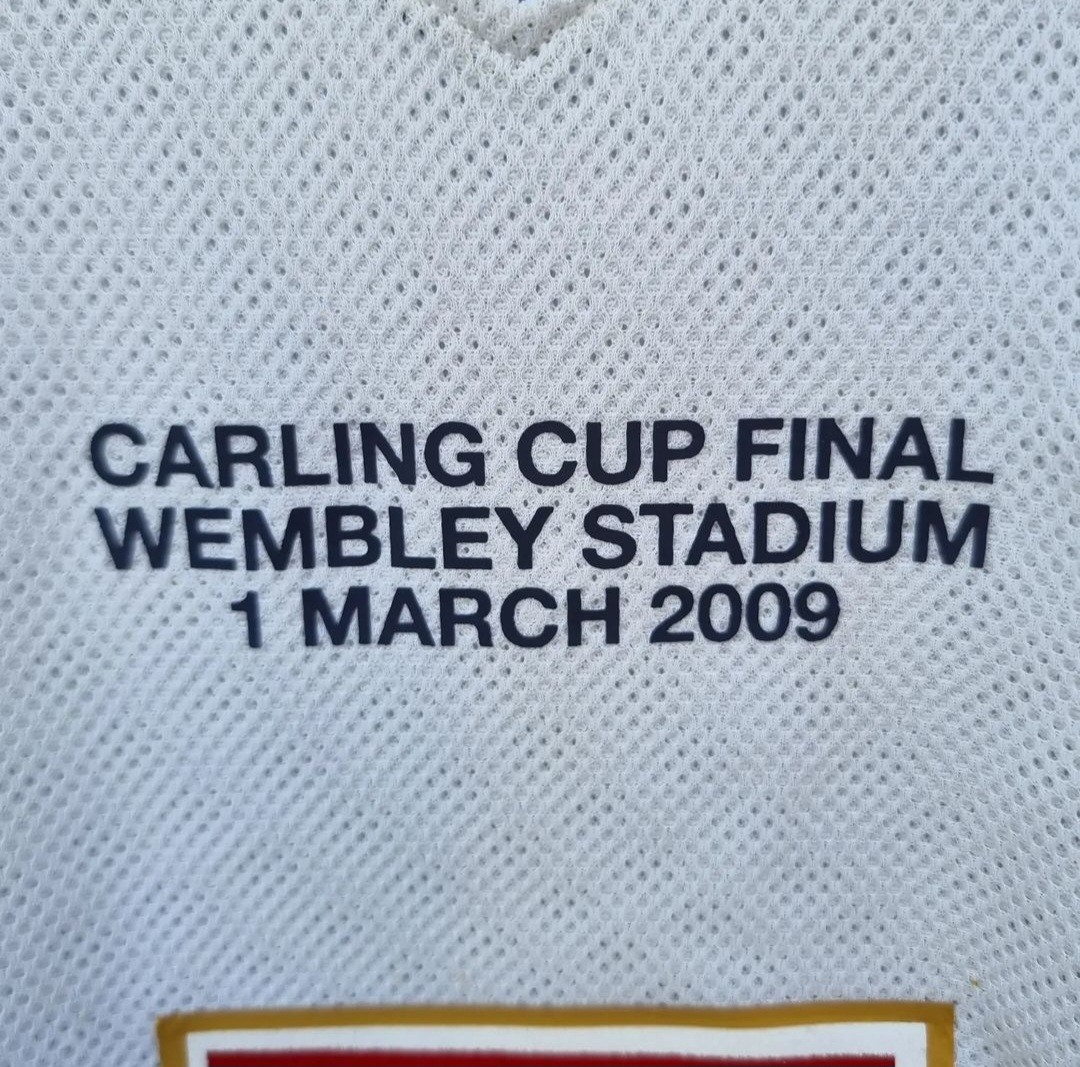 CARLING CUP FINAL
WEMBLEY STADIUM
1 MARCH 2009